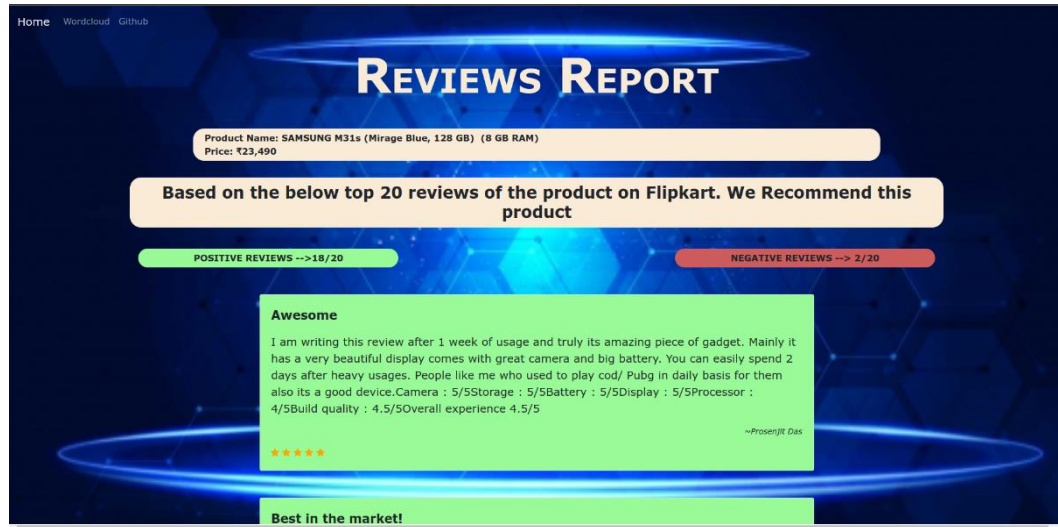 Home Wordcloud Github
REVIEWS REPORT
Product Name: SAMSUNG M31s (Mirage Blue, 128 GB) (8 GB RAM)
Price: ₹23,490
Based on the below top 20 reviews of the product on Flipkart. We Recommend this
product
POSITIVE REVIEWS -->18/20
NEGATIVE REVIEWS --> 2/20
Awesome
I am writing this review after 1 week of usage and truly its amazing piece of gadget. Mainly it
has a very beautiful display comes with great camera and big battery. You can easily spend 2
days after heavy usages. People like me who used to play cod/ Pubg in daily basis for them
also its a good device.Camera : 5/5Storage : 5/5Battery : 5/5Display : 5/5Processor :
4/5Build quality : 4.5/5Overall experience 4.5/5
~Prosenjit Das
Best in the market!